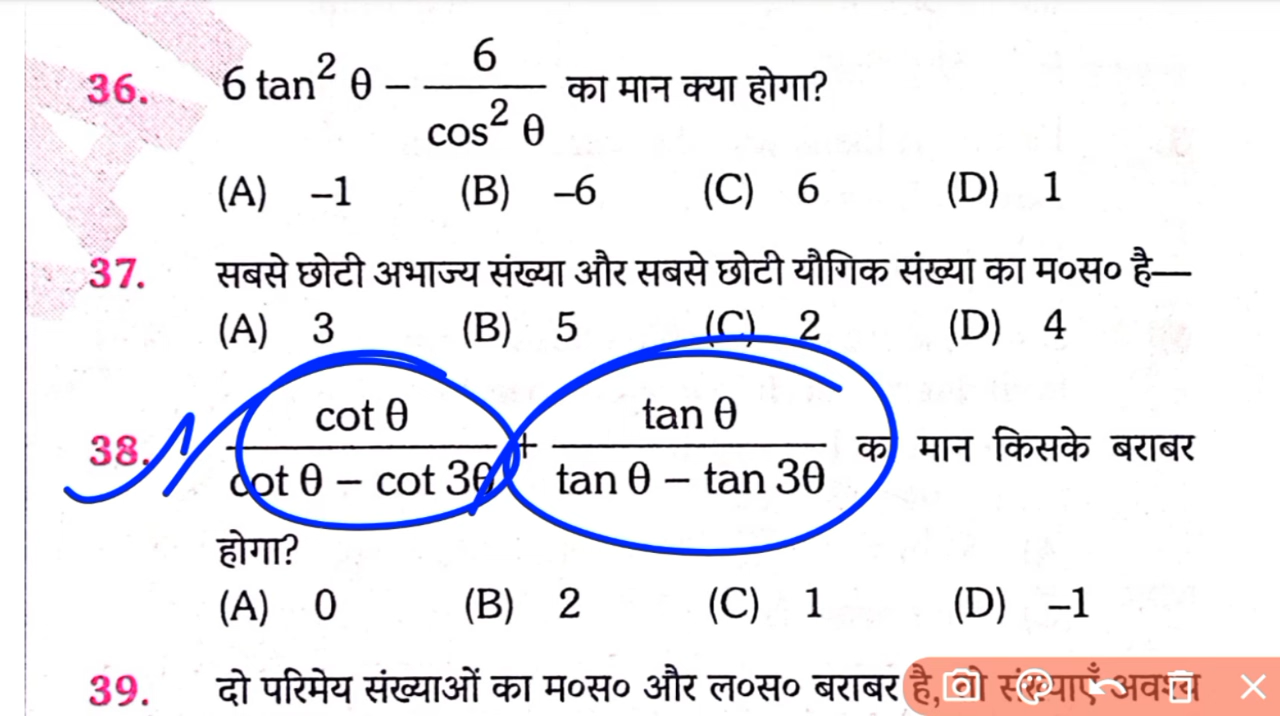 36. 6 tan² θ − 6/cos² θ का मान क्या होगा?
(A) –1 (B) –6 (C) 6 (D) 1
37. सबसे छोटी अभाज्य संख्या और सबसे छोटी यौगिक संख्या का म०स० है—
(A) 3 (B) 5 (C) 2 (D) 4
38. cot θ/(cot θ − cot 3θ) + tan θ/(tan θ − tan 3θ) का मान किसके बराबर
होगा?
(A) 0 (B) 2 (C) 1 (D) –1
39. दो परिमेय संख्याओं का म०स० और ल०स० बराबर है, तो संख्याएँ अवश्य